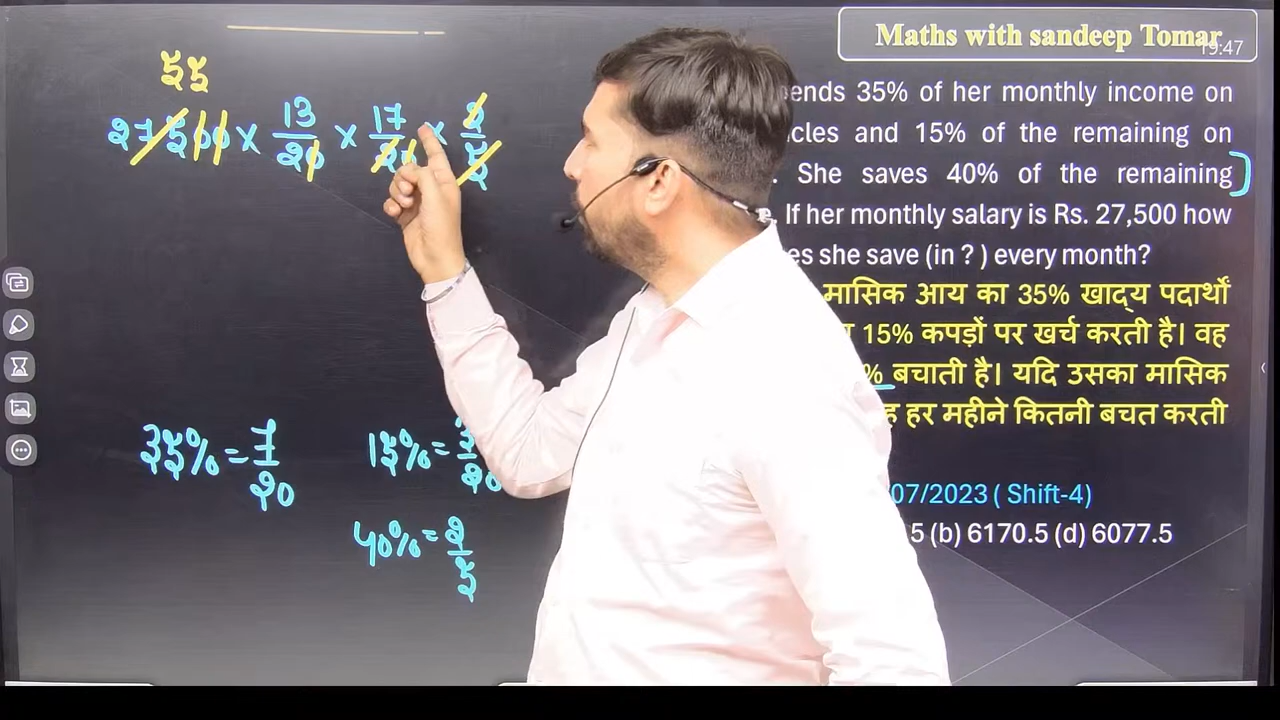 Maths with sandeep Tomar
19:47
55
27500 × 13/20 × 17/20 × 2/5
35% of her monthly income on
and 15% of the remaining on
She saves 40% of the remaining
If her monthly salary is Rs. 27,500 how
she save (in ? ) every month?
मासिक आय का 35% खाद्य पदार्थों
15% कपड़ों पर खर्च करती है। वह
% बचाती है। यदि उसका मासिक
हर महीने कितनी बचत करती
35% = 7/20
15% =
40% = 2/5
07/2023 ( Shift-4)
5 (b) 6170.5 (d) 6077.5